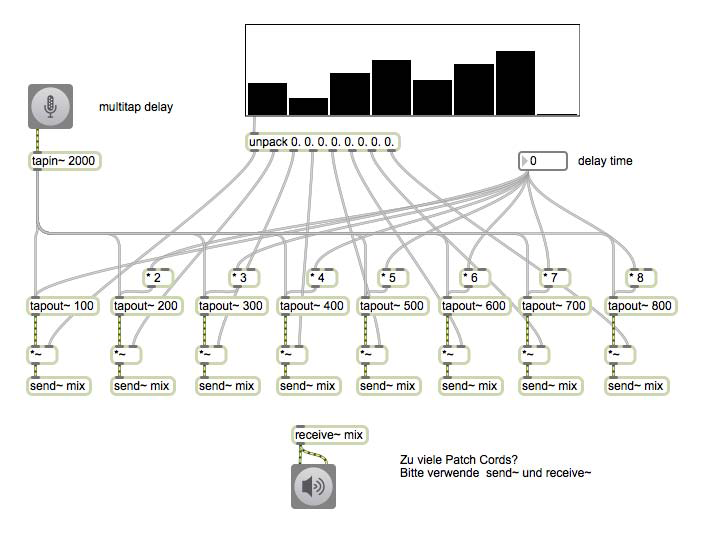 multitap delay
unpack 0. 0. 0. 0. 0. 0. 0. 0.
tapin~ 2000
0
delay time
* 2
* 3
* 4
* 5
* 6
* 7
* 8
tapout~ 100
tapout~ 200
tapout~ 300
tapout~ 400
tapout~ 500
tapout~ 600
tapout~ 700
tapout~ 800
*~
*~
*~
*~
*~
*~
*~
*~
send~ mix
send~ mix
send~ mix
send~ mix
send~ mix
send~ mix
send~ mix
send~ mix
receive~ mix
Zu viele Patch Cords?
Bitte verwende  send~ und receive~